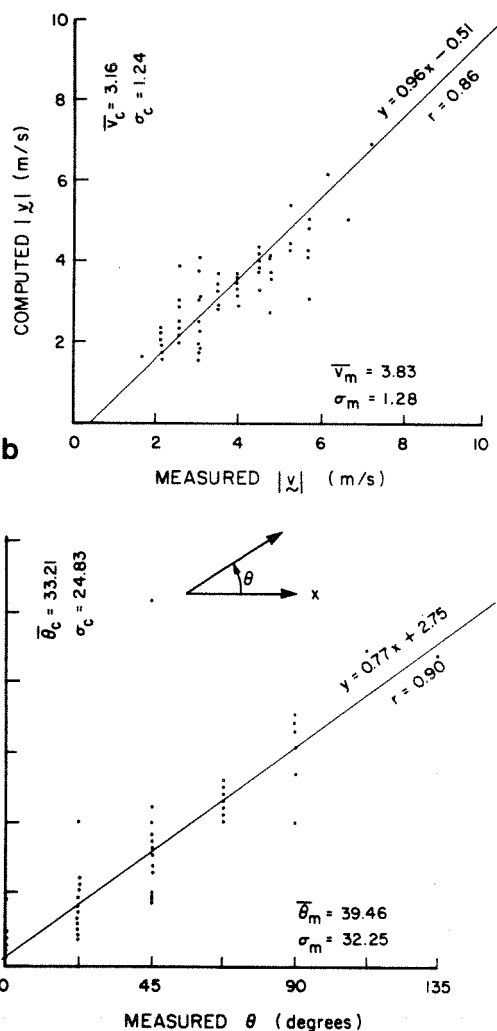 10
8
6
4
2
COMPUTED |v| (m/s)
v̅c = 3.16
σc = 1.24
y = 0.96x − 0.51
r = 0.86
v̅m = 3.83
σm = 1.28
0 2 4 6 8 10
MEASURED |v| (m/s)
b
θ̅c = 33.21
σc = 24.83
θ
x
y = 0.77x + 2.75
r = 0.90
θ̅m = 39.46
σm = 32.25
0 45 90 135
MEASURED θ (degrees)